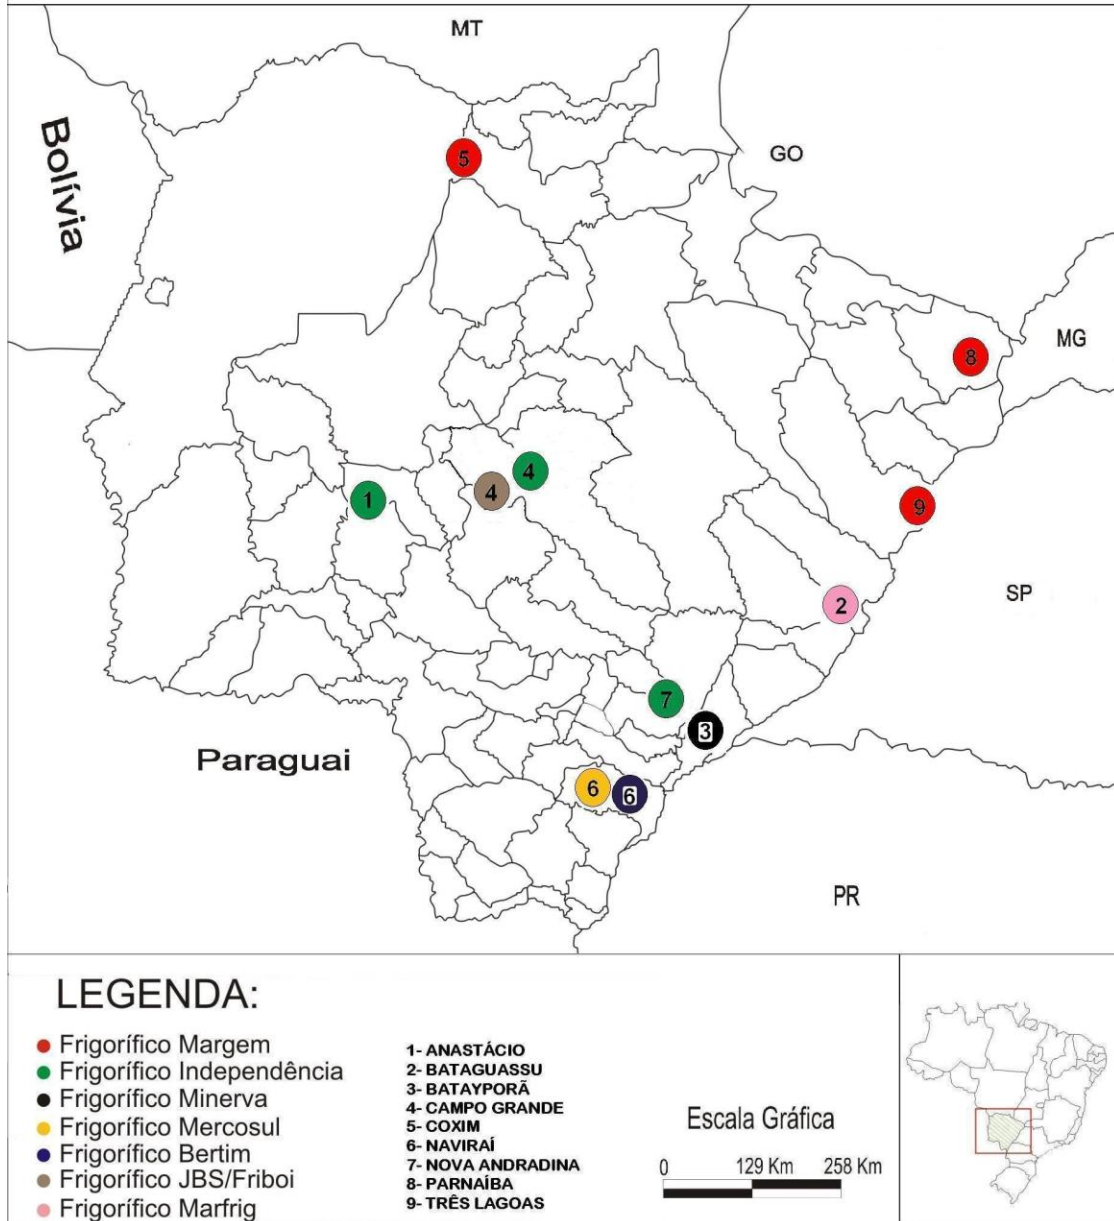 MT
Bolívia
5
GO
MG
8
4
4
1
9
SP
2
7
3
Paraguai
6
6
PR
LEGENDA:
Frigorífico Margem
Frigorífico Independência
Frigorífico Minerva
Frigorífico Mercosul
Frigorífico Bertim
Frigorífico JBS/Friboi
Frigorífico Marfrig
1- ANASTÁCIO
2- BATAGUASSU
3- BATAYPORÃ
4- CAMPO GRANDE
5- COXIM
6- NAVIRAÍ
7- NOVA ANDRADINA
8- PARNAÍBA
9- TRÊS LAGOAS
Escala Gráfica
0 129 Km 258 Km